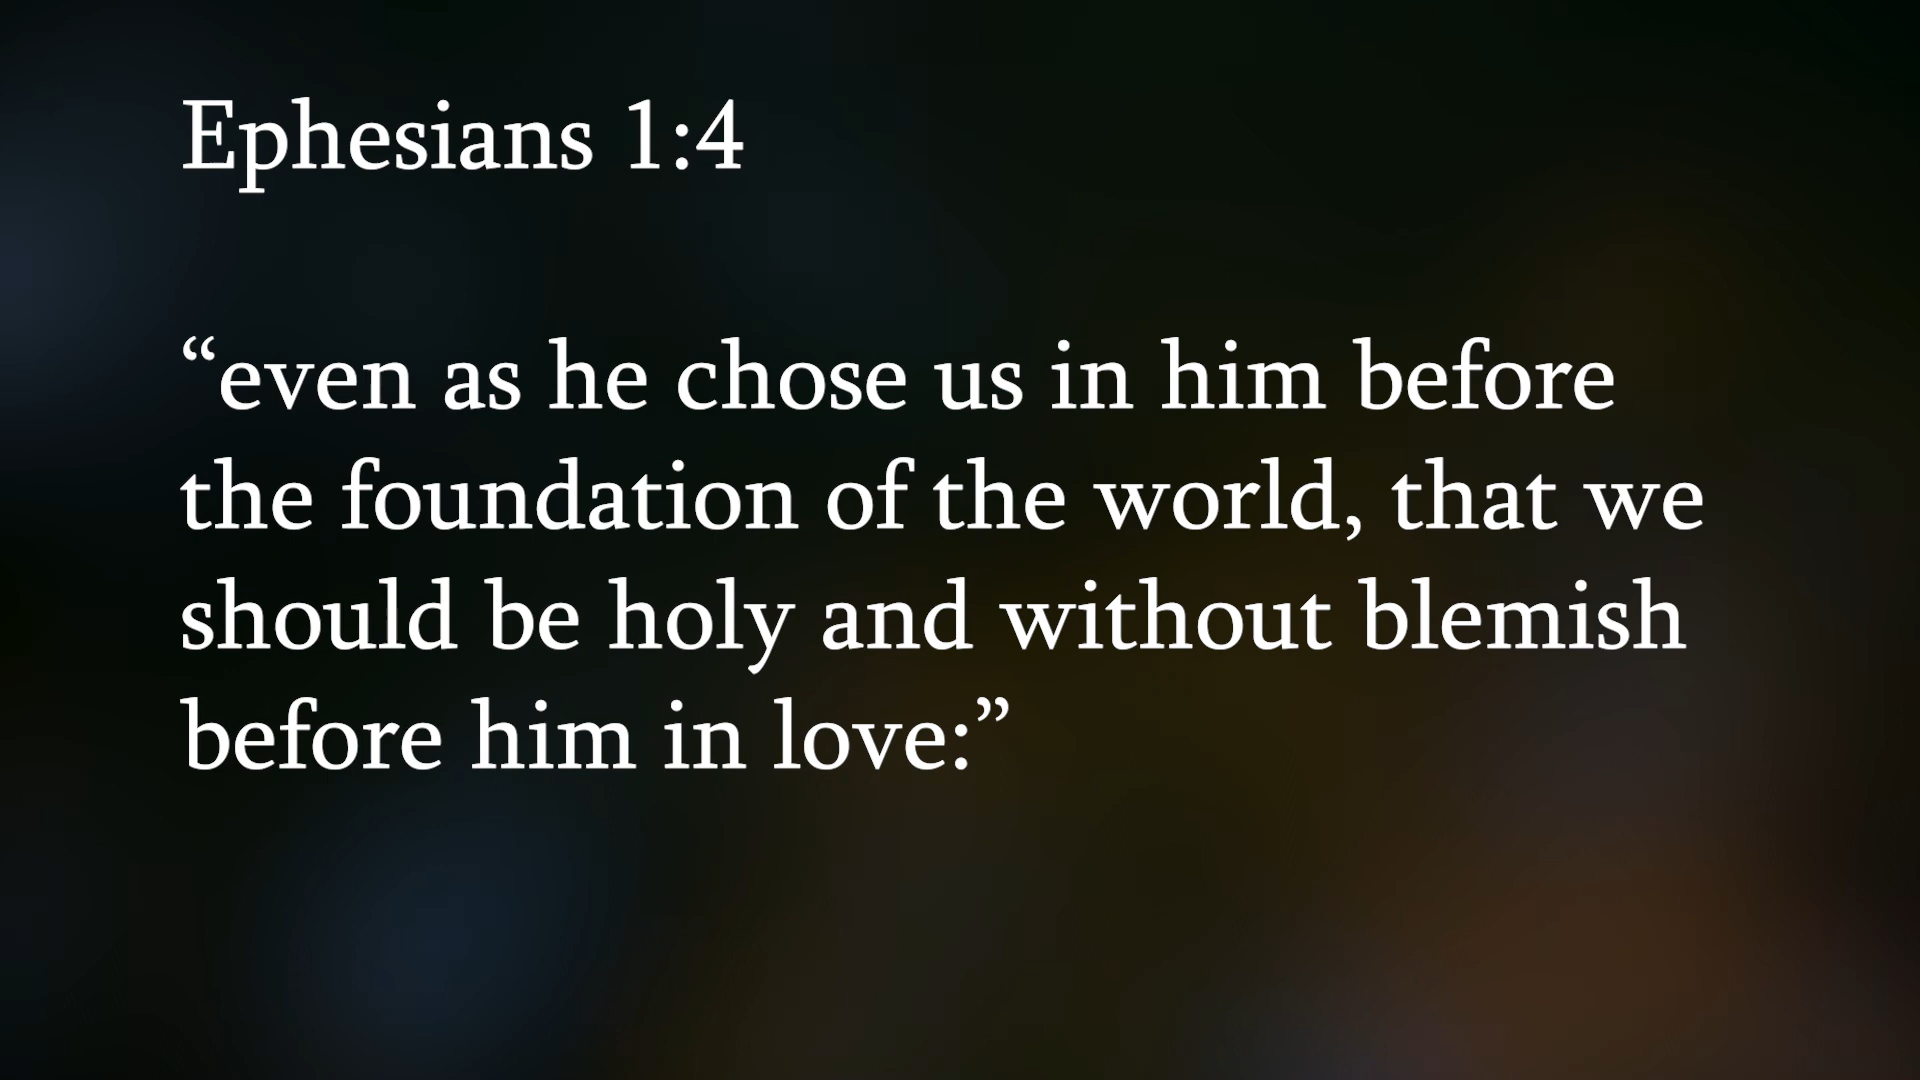 Ephesians 1:4
“even as he chose us in him before
the foundation of the world, that we
should be holy and without blemish
before him in love:”